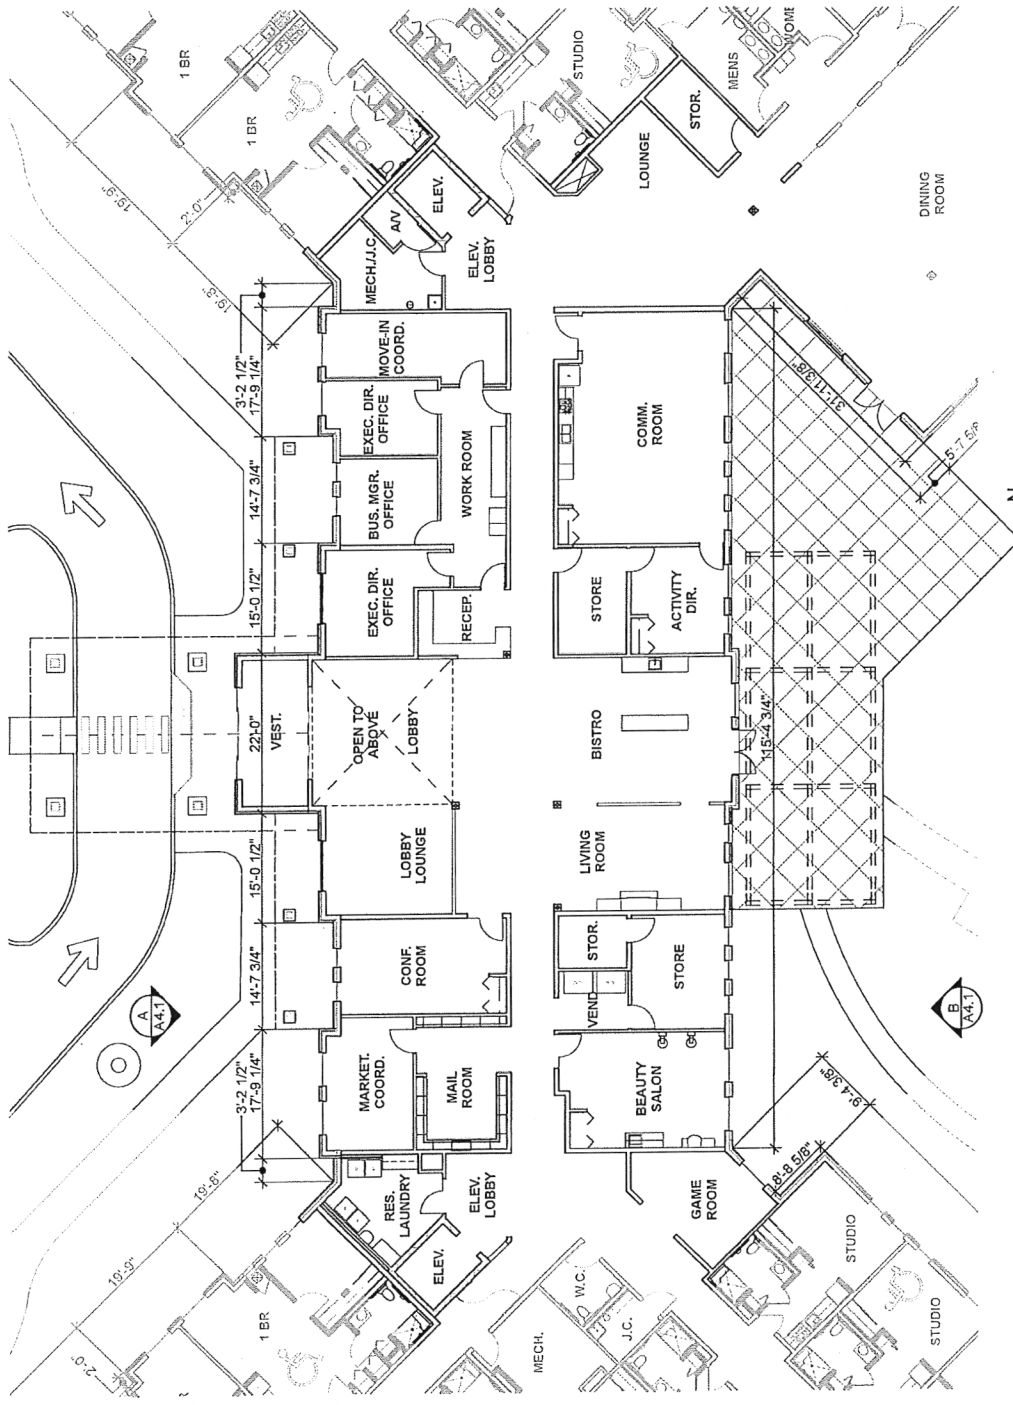 1 BR
1 BR
STUDIO
MENS
WOME
STOR.
LOUNGE
DINING
ROOM
19'-9"
2'-0"
19'-8"
ELEV.
A/V
MECH./J.C.
ELEV.
LOBBY
3'-2 1/2"
17'-9 1/4"
14'-7 3/4"
15'-0 1/2"
22'-0"
15'-0 1/2"
14'-7 3/4"
3'-2 1/2"
17'-9 1/4"
MOVE-IN
COORD.
EXEC. DIR.
OFFICE
BUS. MGR.
OFFICE
WORK ROOM
EXEC. DIR.
OFFICE
RECEP.
COMM.
ROOM
STORE
ACTIVITY
DIR.
31'-11 3/8"
5'-7 5/8
N
VEST.
OPEN TO
ABOVE
LOBBY
BISTRO
115'-4 3/4"
LOBBY
LOUNGE
LIVING
ROOM
CONF.
ROOM
STOR.
VEND
STORE
A
A4.1
B
A4.1
MARKET.
COORD.
MAIL
ROOM
BEAUTY
SALON
9'-4 3/8"
8'-8 5/8"
19'-8"
19'-9"
2'-0"
RES.
LAUNDRY
ELEV.
LOBBY
ELEV.
GAME
ROOM
1 BR
MECH.
W.C.
J.C.
STUDIO
STUDIO